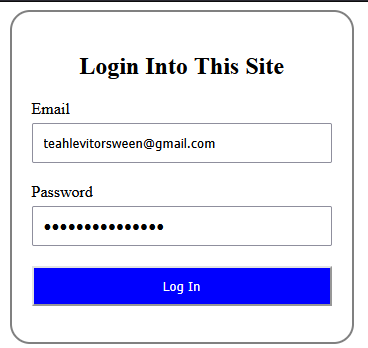 Login Into This Site
Email
teahlevitorsween@gmail.com
Password
●●●●●●●●●●●●●●●
Log In